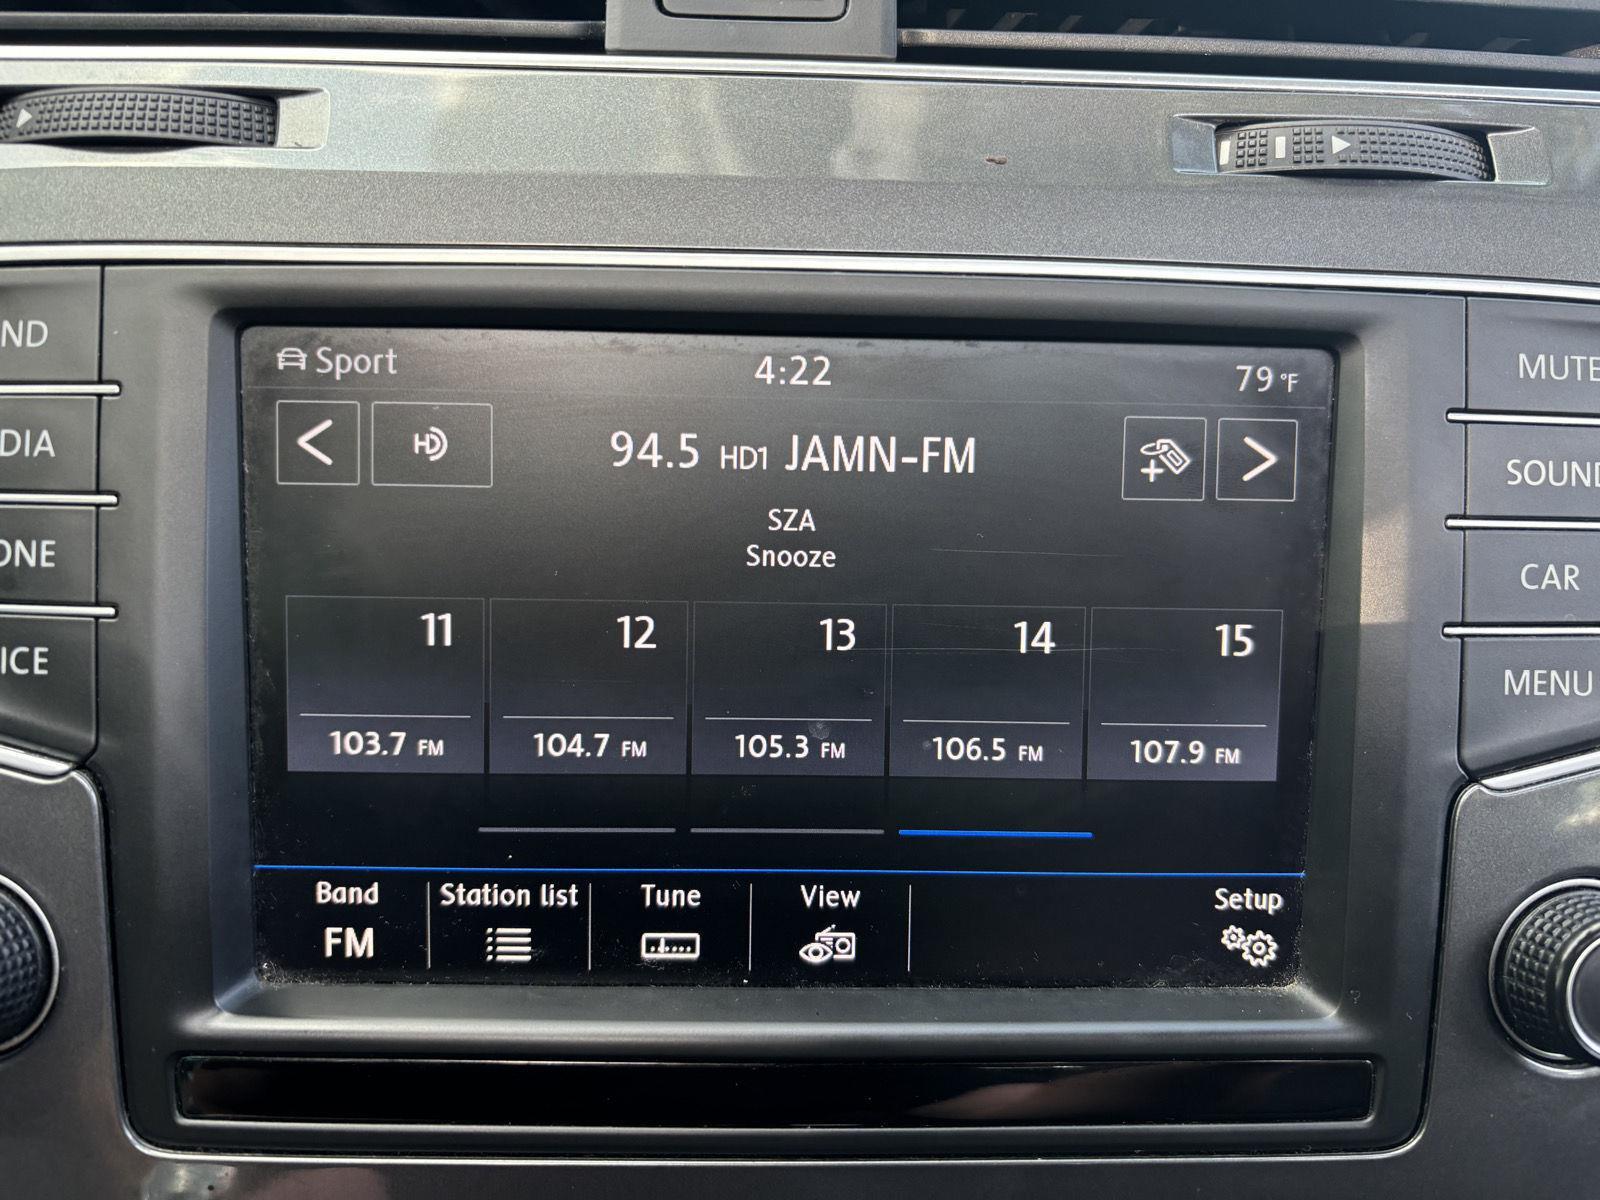 Sport 4:22 79 °F
HD 94.5 HD1 JAMN-FM
SZA
Snooze
11 12 13 14 15
103.7 FM 104.7 FM 105.3 FM 106.5 FM 107.9 FM
Band Station list Tune View Setup
FM
ND
DIA
ONE
ICE
MUTE
SOUND
CAR
MENU